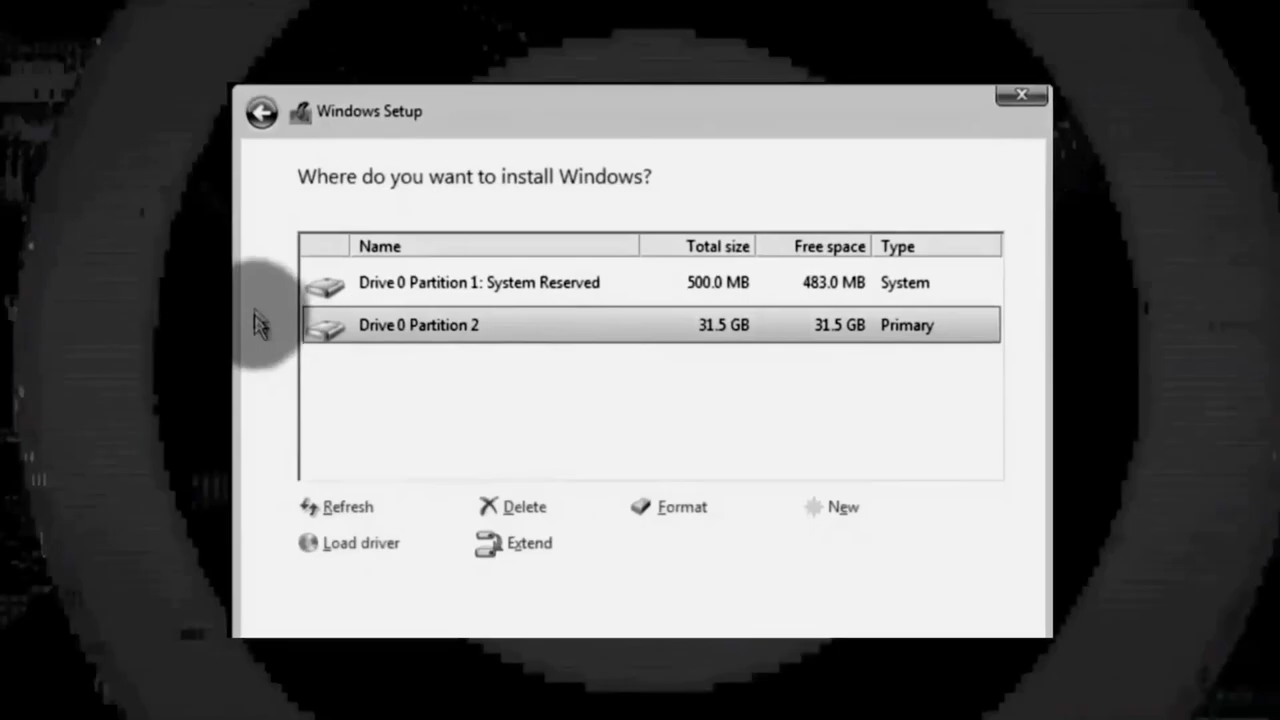 Windows Setup
Where do you want to install Windows?
Name Total size Free space Type
Drive 0 Partition 1: System Reserved 500.0 MB 483.0 MB System
Drive 0 Partition 2 31.5 GB 31.5 GB Primary
Refresh Delete Format New
Load driver Extend